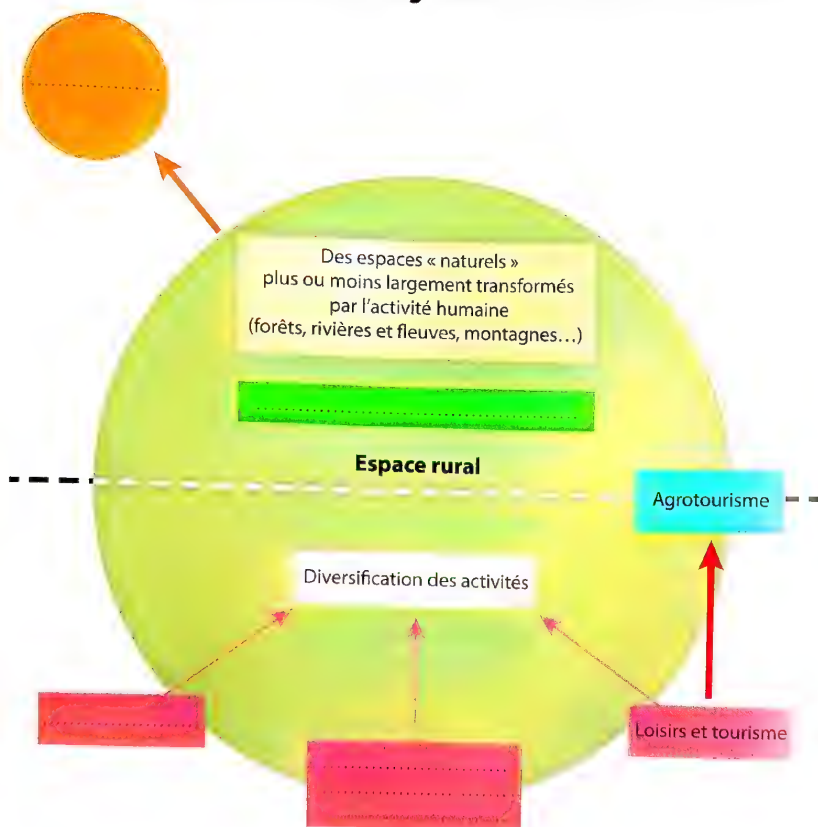 Des espaces « naturels »
plus ou moins largement transformés
par l'activité humaine
(forêts, rivières et fleuves, montagnes...)
Espace rural
Agrotourisme
Diversification des activités
Loisirs et tourisme